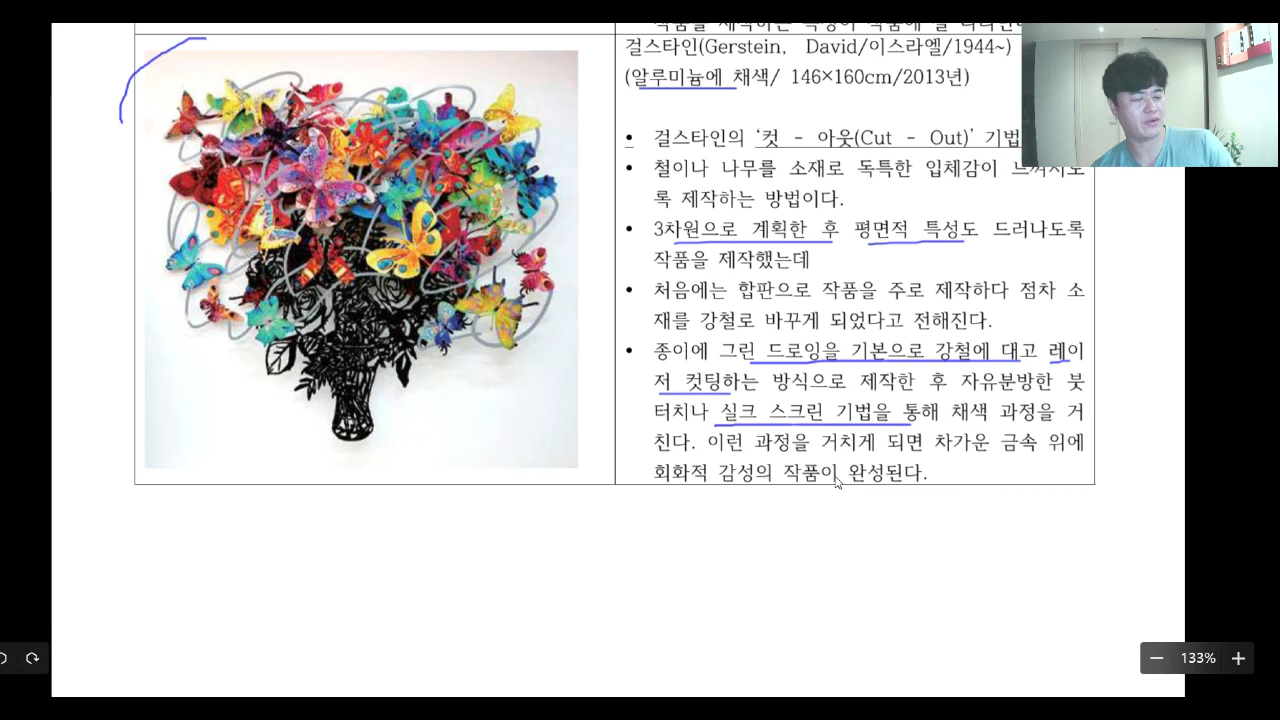 걸스타인(Gerstein, David/이스라엘/1944~)
(알루미늄에 채색/ 146×160cm/2013년)
• 걸스타인의 ‘컷 - 아웃(Cut - Out)’ 기법
• 철이나 나무를 소재로 독특한 입체감이 느껴지도
록 제작하는 방법이다.
• 3차원으로 계획한 후 평면적 특성도 드러나도록
작품을 제작했는데
• 처음에는 합판으로 작품을 주로 제작하다 점차 소
재를 강철로 바꾸게 되었다고 전해진다.
• 종이에 그린 드로잉을 기본으로 강철에 대고 레이
저 컷팅하는 방식으로 제작한 후 자유분방한 붓
터치나 실크 스크린 기법을 통해 채색 과정을 거
친다. 이런 과정을 거치게 되면 차가운 금속 위에
회화적 감성의 작품이 완성된다.
133%